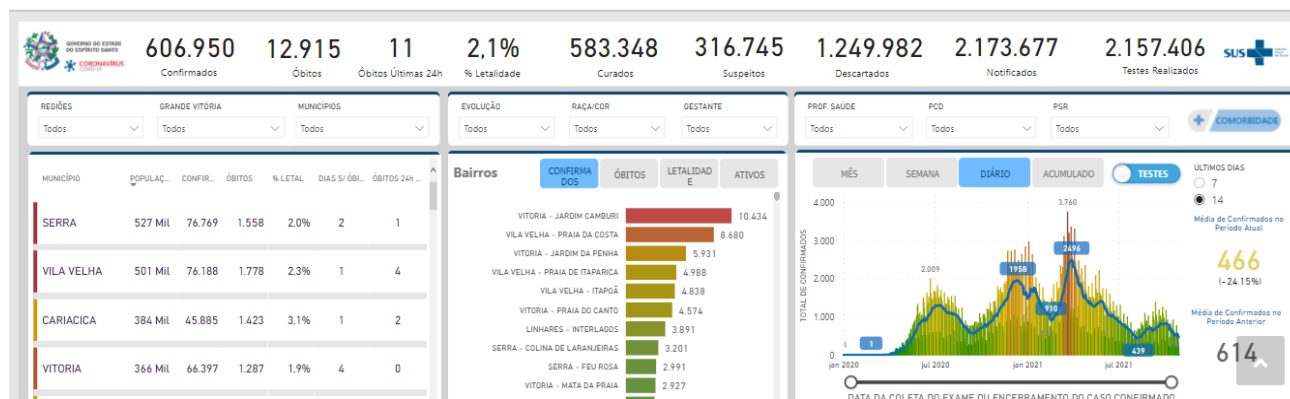 GOVERNO DO ESTADO
DO ESPÍRITO SANTO
CORONAVÍRUS
COVID-19
606.950
Confirmados
12.915
Óbitos
11
Óbitos Últimas 24h
2,1%
% Letalidade
583.348
Curados
316.745
Suspeitos
1.249.982
Descartados
2.173.677
Notificados
2.157.406
Testes Realizados
SUS
REGIÕES
Todos
GRANDE VITÓRIA
Todos
MUNICÍPIOS
Todos
EVOLUÇÃO
Todos
RAÇA/COR
Todos
GESTANTE
Todos
PROF. SAÚDE
Todos
PCD
Todos
PSR
Todos
+ COMORBIDADE
MUNICÍPIO POPULAÇ... CONFIR... ÓBITOS % LETAL DIAS S/ ÓBI... ÓBITOS 24h ...
SERRA 527 Mil 76.769 1.558 2,0% 2 1
VILA VELHA 501 Mil 76.188 1.778 2,3% 1 4
CARIACICA 384 Mil 45.885 1.423 3,1% 1 2
VITORIA 366 Mil 66.397 1.287 1,9% 4 0
Bairros
CONFIRMA
DOS
ÓBITOS
LETALIDAD
E
ATIVOS
VITORIA - JARDIM CAMBURI 10.434
VILA VELHA - PRAIA DA COSTA 8.680
VITORIA - JARDIM DA PENHA 5.931
VILA VELHA - PRAIA DE ITAPARICA 4.988
VILA VELHA - ITAPOÃ 4.838
VITORIA - PRAIA DO CANTO 4.574
LINHARES - INTERLAGOS 3.891
SERRA - COLINA DE LARANJEIRAS 3.201
SERRA - FEU ROSA 2.991
VITORIA - MATA DA PRAIA 2.927
MÊS
SEMANA
DIÁRIO
ACUMULADO
TESTES
TOTAL DE CONFIRMADOS
4.000
3.000
2.000
1.000
0
1
1
2.009
1958
910
3.760
2496
439
jan 2020
jul 2020
jan 2021
jul 2021
DATA DA COLETA DO EXAME OU ENCERRAMENTO DO CASO CONFIRMADO
ÚLTIMOS DIAS
7
14
Média de Confirmados no
Período Atual
466
(-24.15%)
Média de Confirmados no
Período Anterior
614